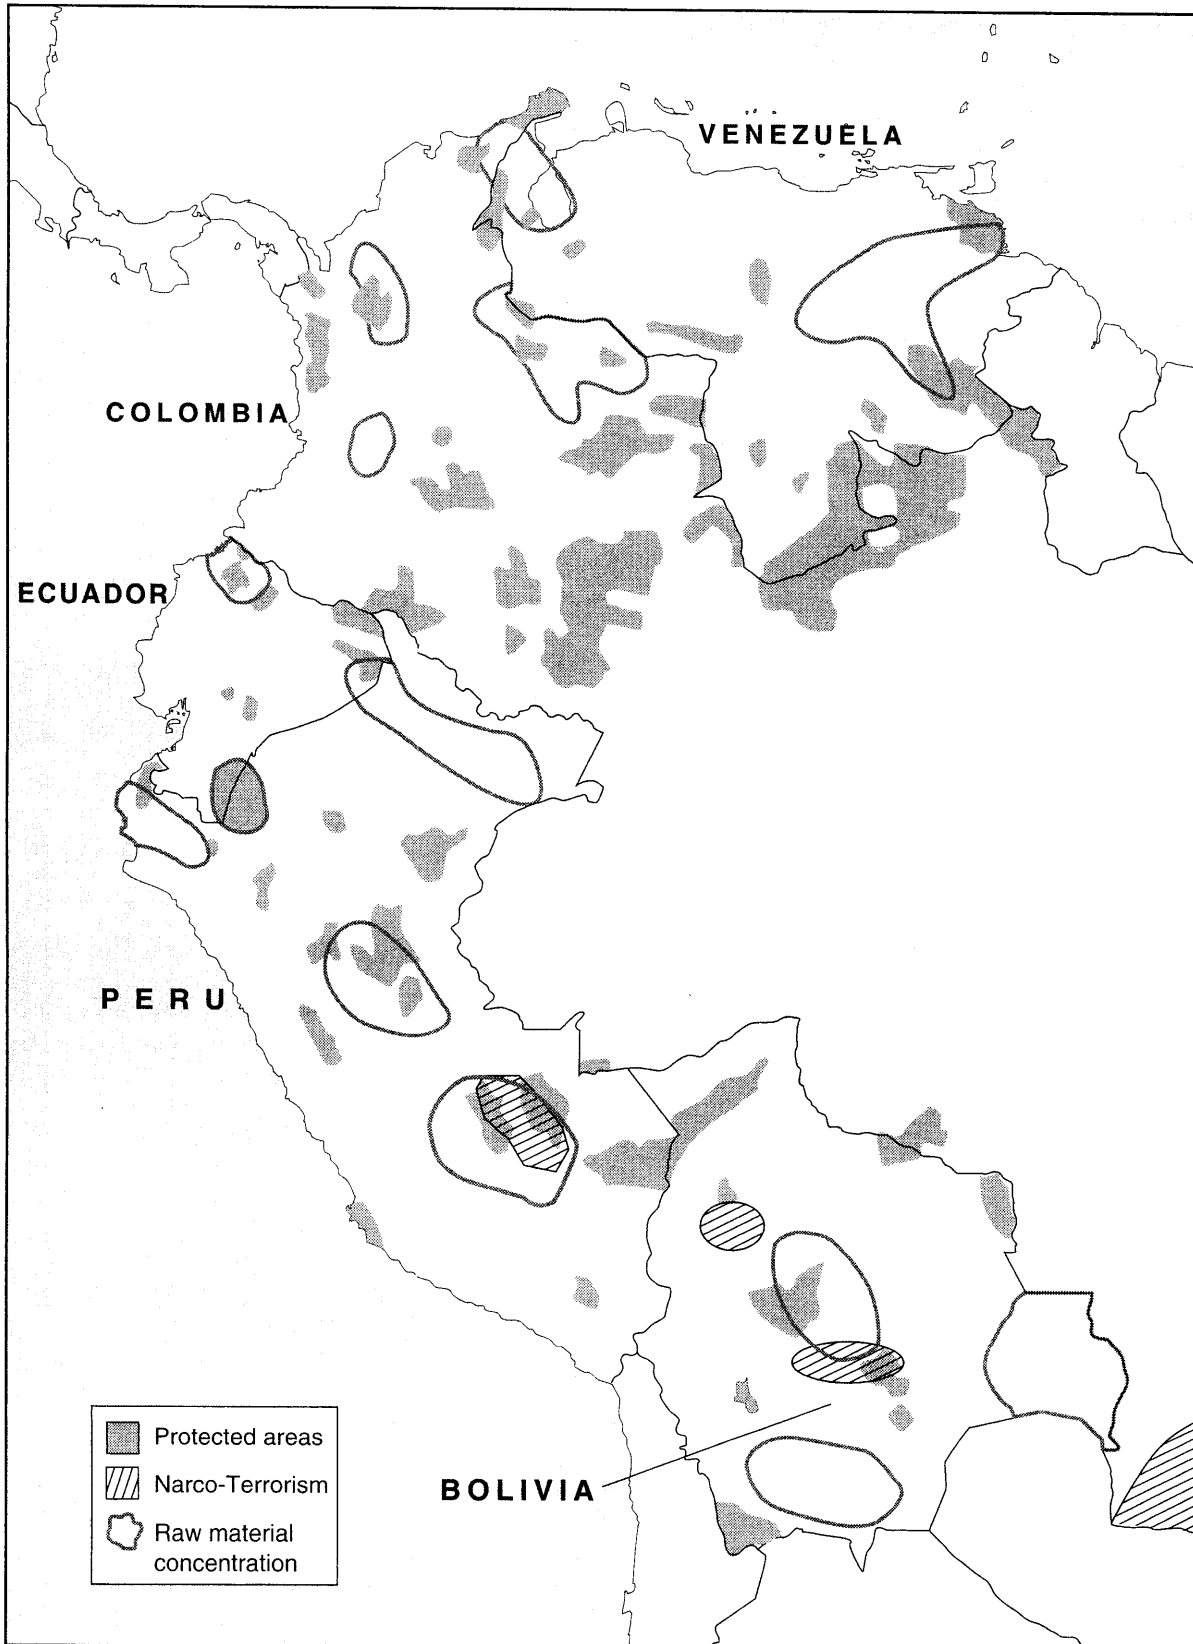 VENEZUELA
COLOMBIA
ECUADOR
PERU
BOLIVIA
Protected areas
Narco-Terrorism
Raw material
concentration